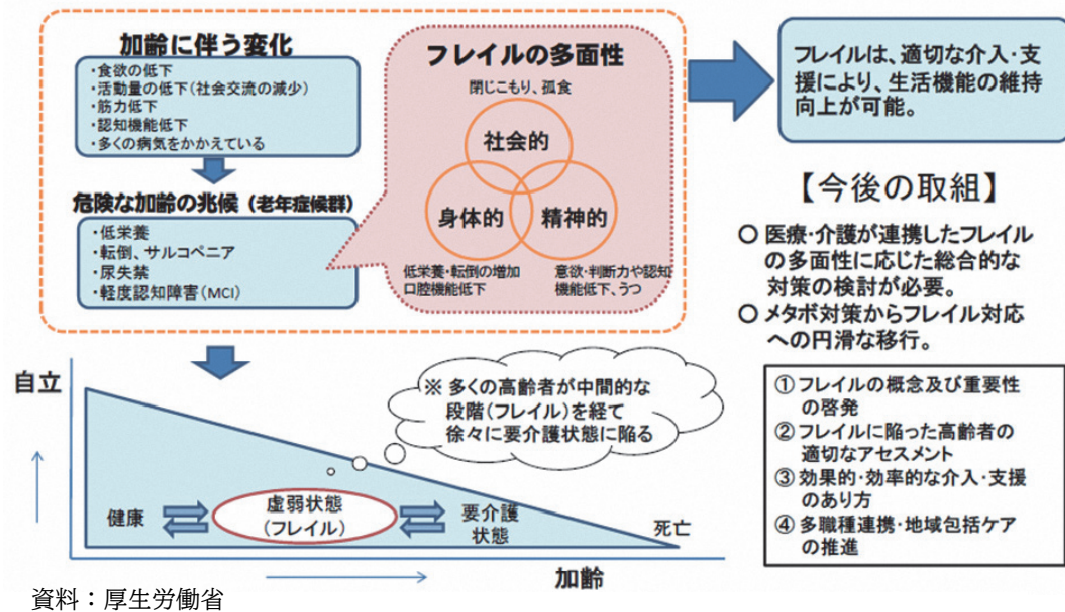 加齢に伴う変化
・食欲の低下
・活動量の低下(社会交流の減少)
・筋力低下
・認知機能低下
・多くの病気をかかえている
危険な加齢の兆候(老年症候群)
・低栄養
・転倒、サルコペニア
・尿失禁
・軽度認知障害(MCI)
フレイルの多面性
閉じこもり、孤食
社会的
身体的
精神的
低栄養・転倒の増加
口腔機能低下
意欲・判断力や認知
機能低下、うつ
フレイルは、適切な介入・支
援により、生活機能の維持
向上が可能。
【今後の取組】
○ 医療・介護が連携したフレイル
の多面性に応じた総合的な
対策の検討が必要。
○ メタボ対策からフレイル対応
への円滑な移行。
① フレイルの概念及び重要性
の啓発
② フレイルに陥った高齢者の
適切なアセスメント
③ 効果的・効率的な介入・支援
のあり方
④ 多職種連携・地域包括ケア
の推進
自立
※ 多くの高齢者が中間的な
段階(フレイル)を経て
徐々に要介護状態に陥る
健康
虚弱状態
(フレイル)
要介護
状態
死亡
加齢
資料：厚生労働省